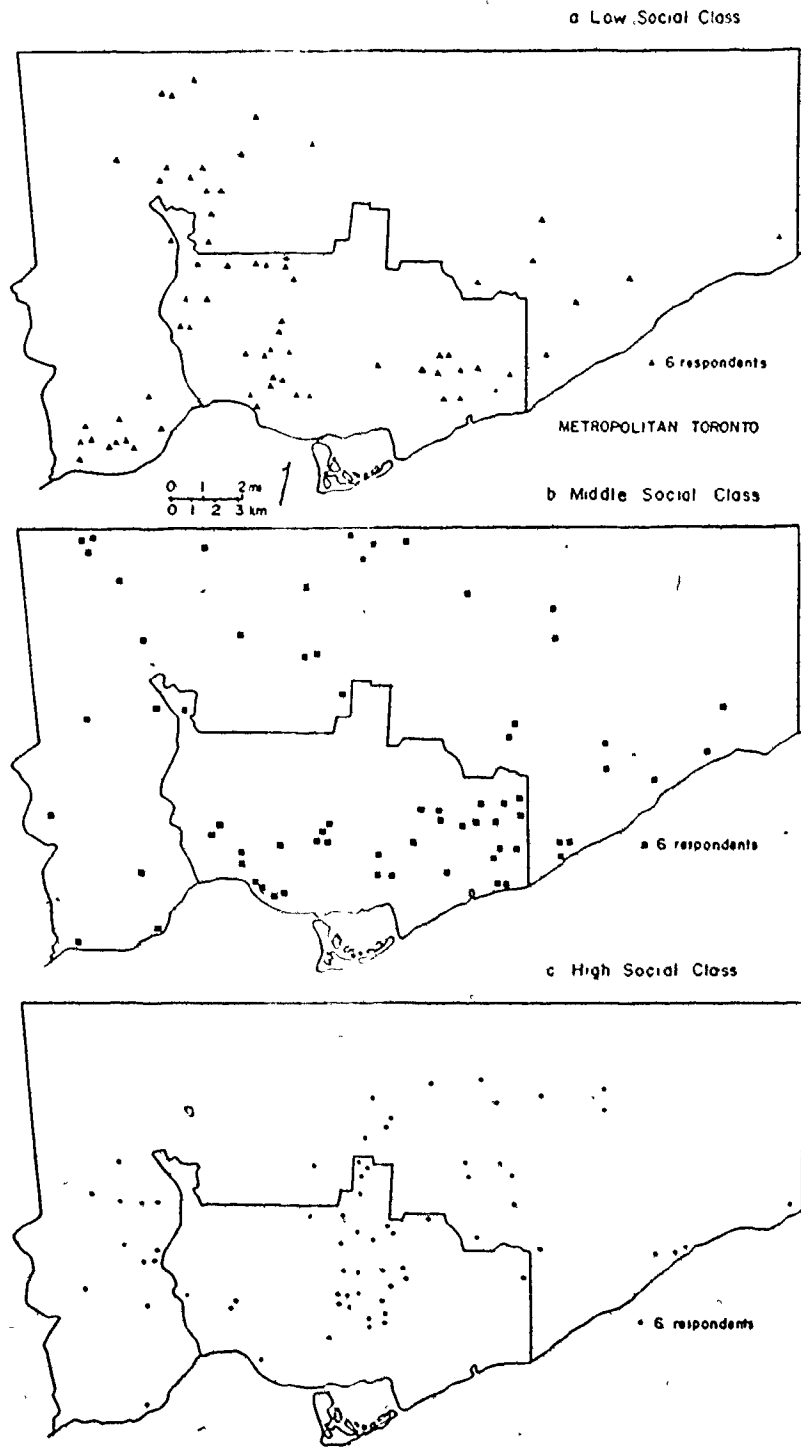 a Low Social Class
▲ 6 respondents
METROPOLITAN TORONTO
0 1 2 mi
0 1 2 3 km
b Middle Social Class
■ 6 respondents
c High Social Class
• 6 respondents